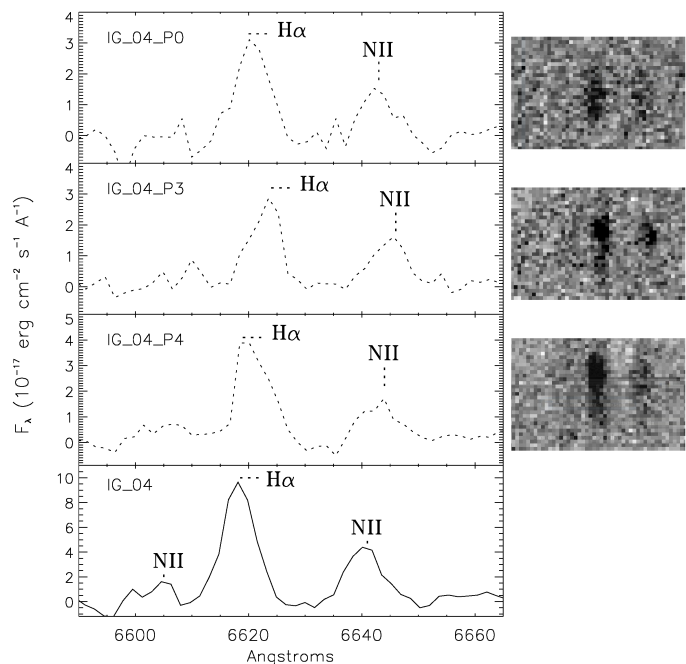 4
3
2
1
0
IG_04_P0
Hα
NII
4
3
2
1
0
IG_04_P3
Hα
NII
5
4
3
2
1
0
IG_04_P4
Hα
NII
10
8
6
4
2
0
IG_04
Hα
NII
NII
6600 6620 6640 6660
Angstroms
Fλ (10⁻¹⁷ erg cm⁻² s⁻¹ A⁻¹)